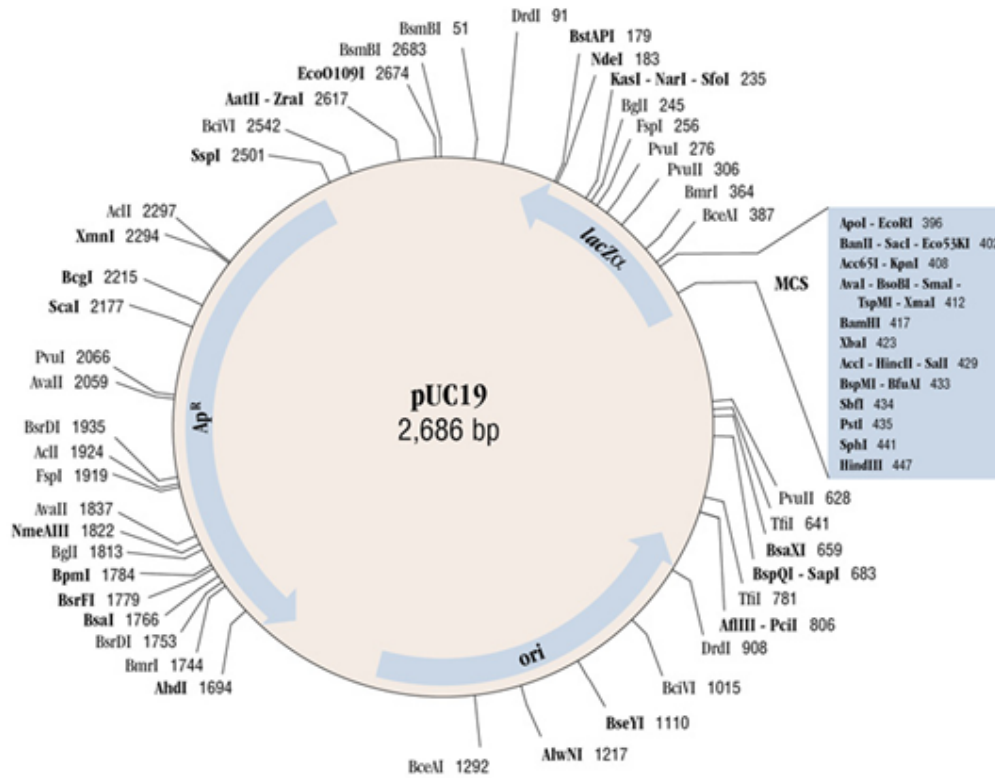 DrdI 91
BsmBI 51
BsmBI 2683
EcoO109I 2674
AatII - ZraI 2617
BciVI 2542
SspI 2501
AclI 2297
XmnI 2294
BcgI 2215
ScaI 2177
PvuI 2066
AvaII 2059
BsrDI 1935
AclI 1924
FspI 1919
AvaII 1837
NmeAIII 1822
BglI 1813
BpmI 1784
BsrFI 1779
BsaI 1766
BsrDI 1753
BmrI 1744
AhdI 1694
BstAPI 179
NdeI 183
KasI - NarI - SfoI 235
BglI 245
FspI 256
PvuI 276
PvuII 306
BmrI 364
BceAI 387
MCS
ApoI - EcoRI 396
BanII - SacI - Eco53KI 402
Acc65I - KpnI 408
AvaI - BsoBI - SmaI -
TspMI - XmaI 412
BamHI 417
XbaI 423
AccI - HincII - SalI 429
BspMI - BfuAI 433
SbfI 434
PstI 435
SphI 441
HindIII 447
lacZα
ApR
pUC19
2,686 bp
ori
PvuII 628
TfiI 641
BsaXI 659
BspQI - SapI 683
TfiI 781
AflIII - PciI 806
DrdI 908
BciVI 1015
BseYI 1110
AlwNI 1217
BceAI 1292